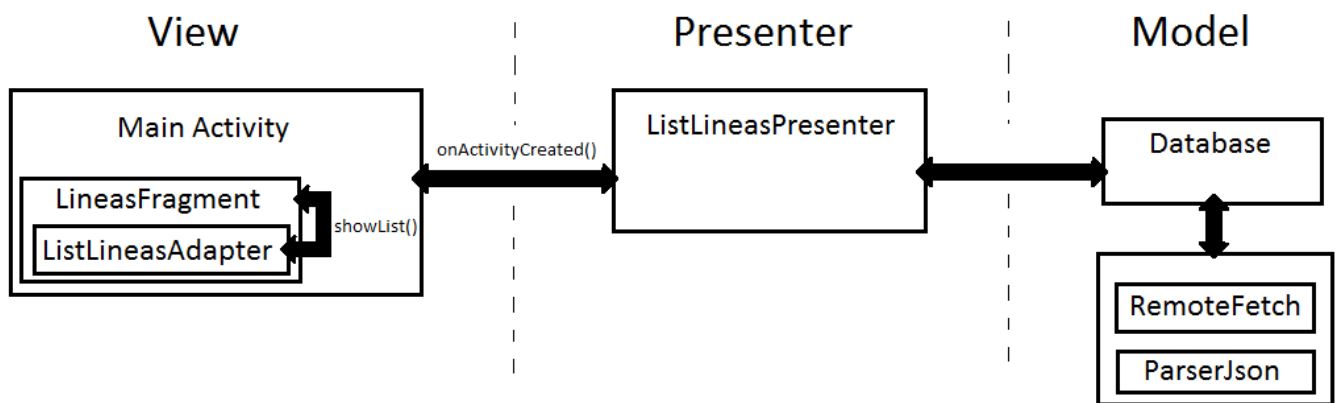 View
Presenter
Model
Main Activity
onActivityCreated()
ListLineasPresenter
Database
LineasFragment
showList()
ListLineasAdapter
RemoteFetch
ParserJson